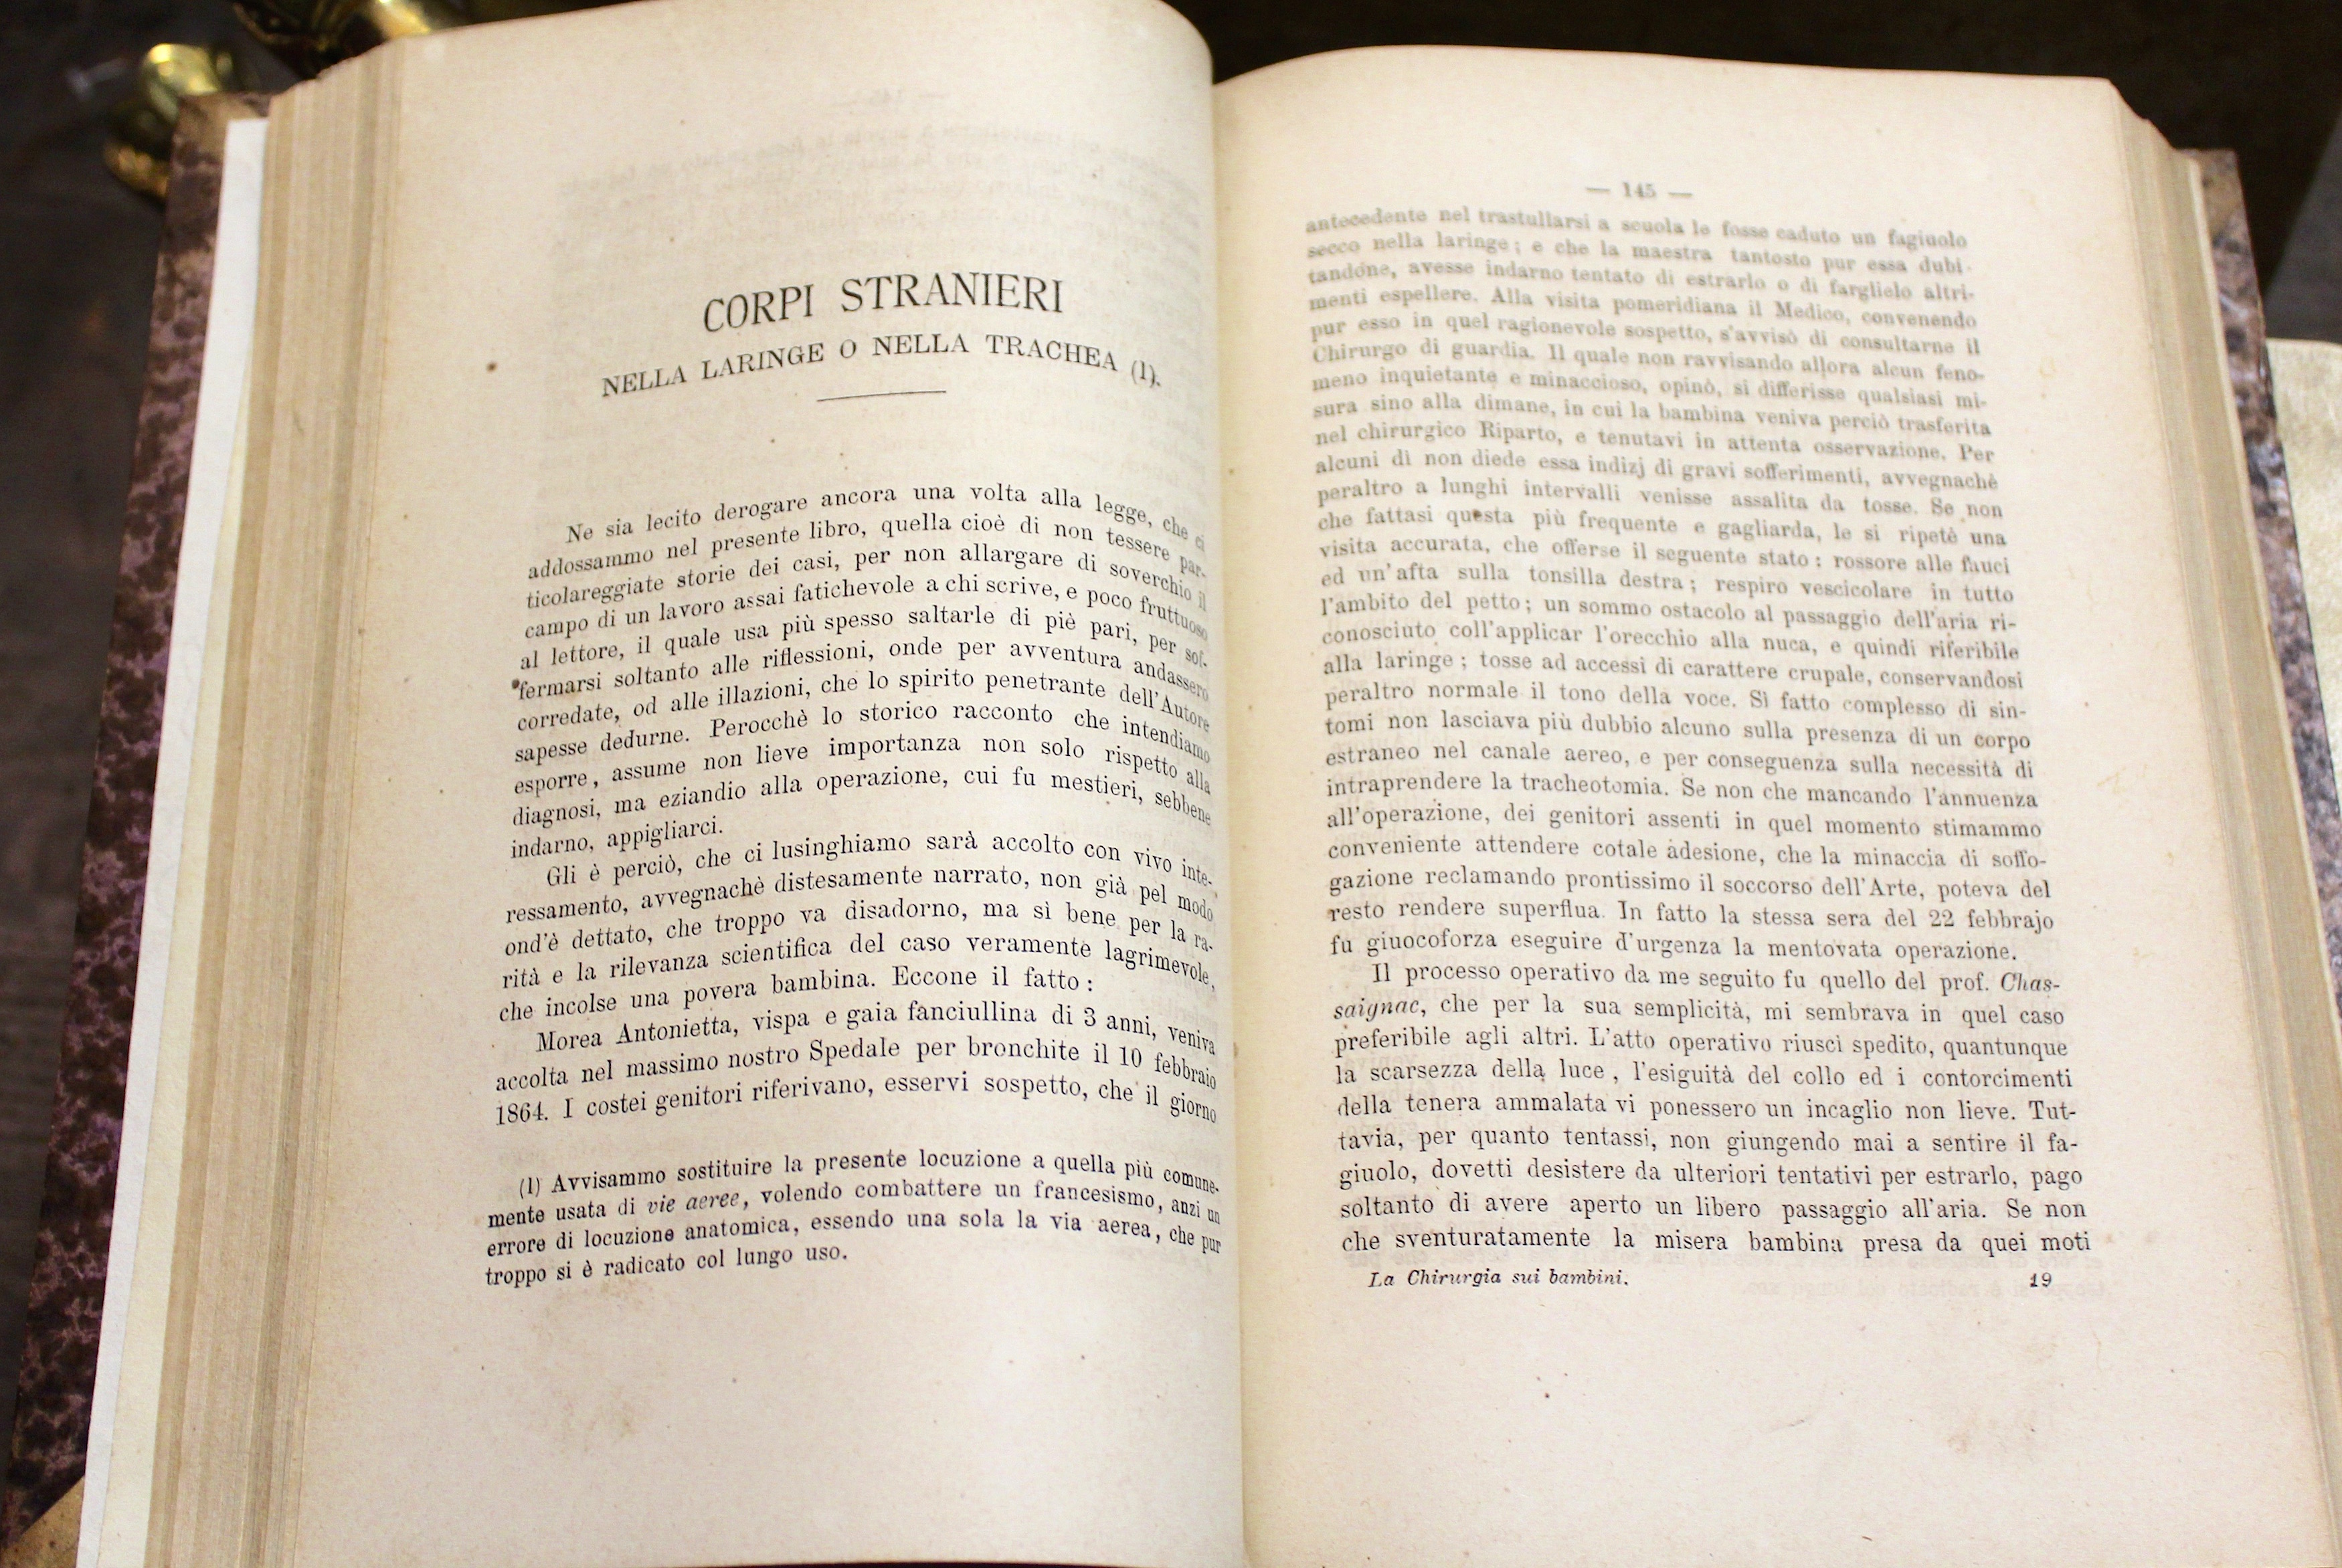 CORPI STRANIERI
NELLA LARINGE O NELLA TRACHEA (1).
Ne sia lecito derogare ancora una volta alla legge, che ci
addossammo nel presente libro, quella cioè di non tessere par-
ticolareggiate storie dei casi, per non allargare di soverchio il
campo di un lavoro assai fatichevole a chi scrive, e poco fruttuoso
al lettore, il quale usa più spesso saltarle di piè pari, per sof-
fermarsi soltanto alle riflessioni, onde per avventura andassero
corredate, od alle illazioni, che lo spirito penetrante dell'Autore
sapesse dedurne. Perocchè lo storico racconto che intendiamo
esporre, assume non lieve importanza non solo rispetto alla
diagnosi, ma eziandio alla operazione, cui fu mestieri, sebbene
indarno, appigliarci.
Gli è perciò, che ci lusinghiamo sarà accolto con vivo inte-
ressamento, avvegnachè distesamente narrato, non già pel modo
ond'è dettato, che troppo va disadorno, ma sì bene per la ra-
rità e la rilevanza scientifica del caso veramente lagrimevole,
che incolse una povera bambina. Eccone il fatto:
Morea Antonietta, vispa e gaia fanciullina di 3 anni, veniva
accolta nel massimo nostro Spedale per bronchite il 10 febbraio
1864. I costei genitori riferivano, esservi sospetto, che il giorno
(1) Avvisammo sostituire la presente locuzione a quella più comune-
mente usata di vie aeree, volendo combattere un francesismo, anzi un
errore di locuzione anatomica, essendo una sola la via aerea, che pur
troppo si è radicato col lungo uso.
— 145 —
antecedente nel trastullarsi a scuola le fosse caduto un fagiuolo
secco nella laringe; e che la maestra tantosto pur essa dubi-
tandone, avesse indarno tentato di estrarlo o di farglielo altri-
menti espellere. Alla visita pomeridiana il Medico, convenendo
pur esso in quel ragionevole sospetto, s'avvisò di consultarne il
Chirurgo di guardia. Il quale non ravvisando allora alcun feno-
meno inquietante e minaccioso, opinò, si differisse qualsiasi mi-
sura sino alla dimane, in cui la bambina veniva perciò trasferita
nel chirurgico Riparto, e tenutavi in attenta osservazione. Per
alcuni dì non diede essa indizj di gravi sofferimenti, avvegnachè
peraltro a lunghi intervalli venisse assalita da tosse. Se non
che fattasi questa più frequente e gagliarda, le si ripetè una
visita accurata, che offerse il seguente stato: rossore alle fauci
ed un'afta sulla tonsilla destra; respiro vescicolare in tutto
l'ambito del petto; un sommo ostacolo al passaggio dell'aria ri-
conosciuto coll'applicar l'orecchio alla nuca, e quindi riferibile
alla laringe; tosse ad accessi di carattere crupale, conservandosi
peraltro normale il tono della voce. Sì fatto complesso di sin-
tomi non lasciava più dubbio alcuno sulla presenza di un corpo
estraneo nel canale aereo, e per conseguenza sulla necessità di
intraprendere la tracheotomia. Se non che mancando l'annuenza
all'operazione, dei genitori assenti in quel momento stimammo
conveniente attendere cotale adesione, che la minaccia di soffo-
gazione reclamando prontissimo il soccorso dell'Arte, poteva del
resto rendere superflua. In fatto la stessa sera del 22 febbrajo
fu giuocoforza eseguire d'urgenza la mentovata operazione.
Il processo operativo da me seguito fu quello del prof. Chas-
saignac, che per la sua semplicità, mi sembrava in quel caso
preferibile agli altri. L'atto operativo riuscì spedito, quantunque
la scarsezza della luce, l'esiguità del collo ed i contorcimenti
della tenera ammalata vi ponessero un incaglio non lieve. Tut-
tavia, per quanto tentassi, non giungendo mai a sentire il fa-
giuolo, dovetti desistere da ulteriori tentativi per estrarlo, pago
soltanto di avere aperto un libero passaggio all'aria. Se non
che sventuratamente la misera bambina presa da quei moti
La Chirurgia sui bambini. 19